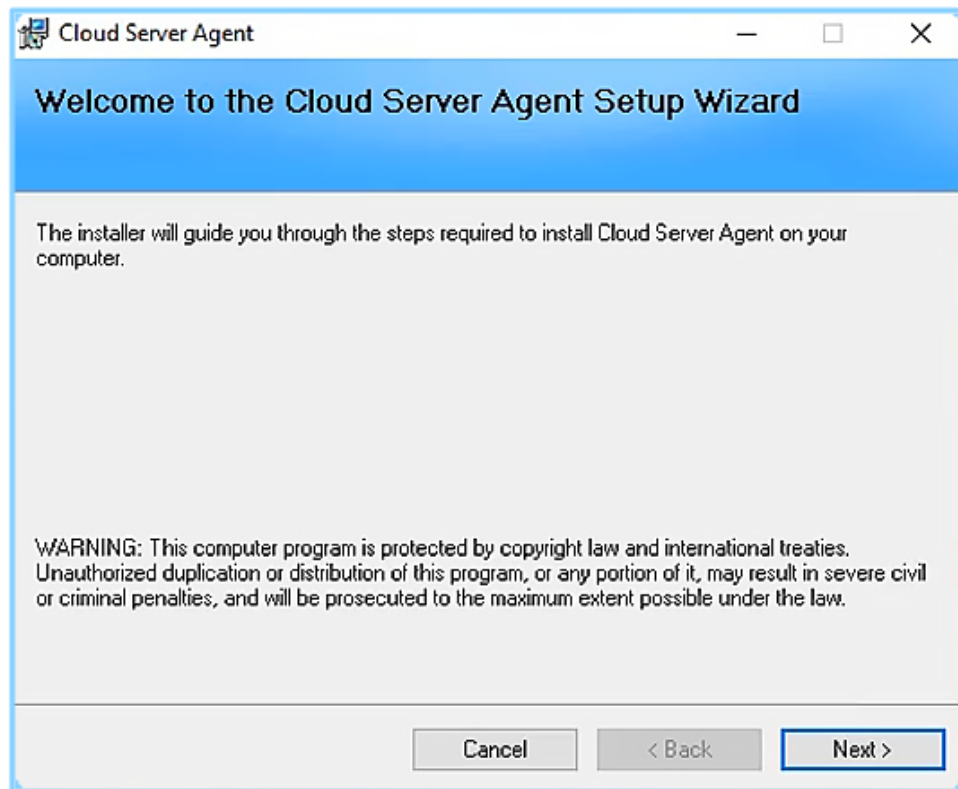 Cloud Server Agent
Welcome to the Cloud Server Agent Setup Wizard
The installer will guide you through the steps required to install Cloud Server Agent on your
computer.
WARNING: This computer program is protected by copyright law and international treaties.
Unauthorized duplication or distribution of this program, or any portion of it, may result in severe civil
or criminal penalties, and will be prosecuted to the maximum extent possible under the law.
Cancel < Back Next >